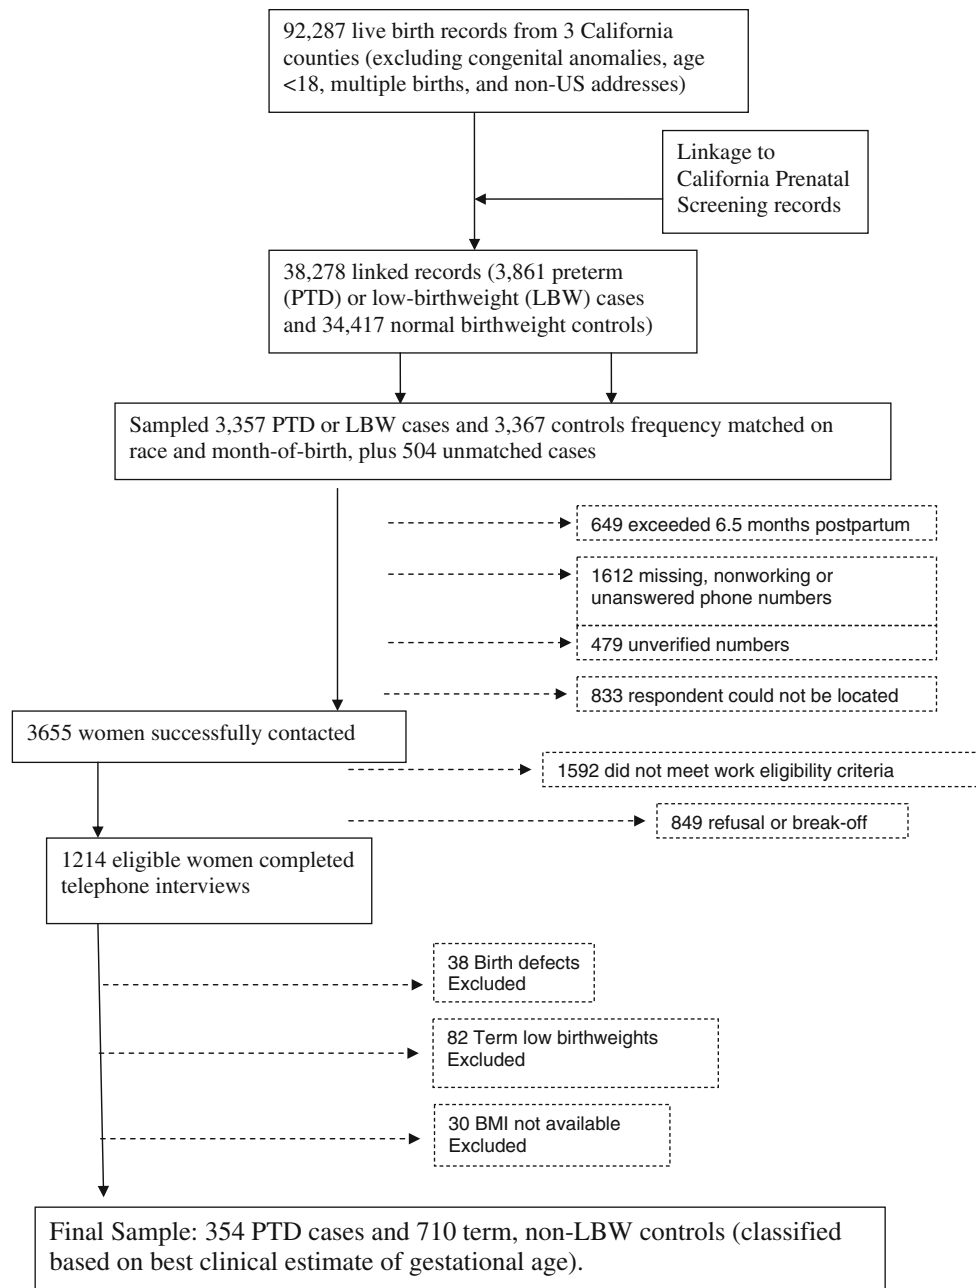 92,287 live birth records from 3 California
counties (excluding congenital anomalies, age
<18, multiple births, and non-US addresses)
Linkage to
California Prenatal
Screening records
38,278 linked records (3,861 preterm
(PTD) or low-birthweight (LBW) cases
and 34,417 normal birthweight controls)
Sampled 3,357 PTD or LBW cases and 3,367 controls frequency matched on
race and month-of-birth, plus 504 unmatched cases
649 exceeded 6.5 months postpartum
1612 missing, nonworking or
unanswered phone numbers
479 unverified numbers
833 respondent could not be located
3655 women successfully contacted
1592 did not meet work eligibility criteria
849 refusal or break-off
1214 eligible women completed
telephone interviews
38 Birth defects
Excluded
82 Term low birthweights
Excluded
30 BMI not available
Excluded
Final Sample: 354 PTD cases and 710 term, non-LBW controls (classified
based on best clinical estimate of gestational age).